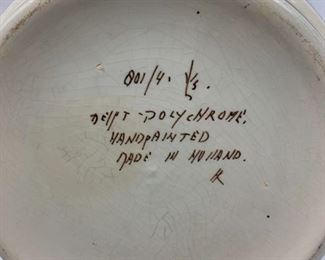 001/4.
DELFT - POLYCHROME.
HANDPAINTED
MADE IN HOLLAND.